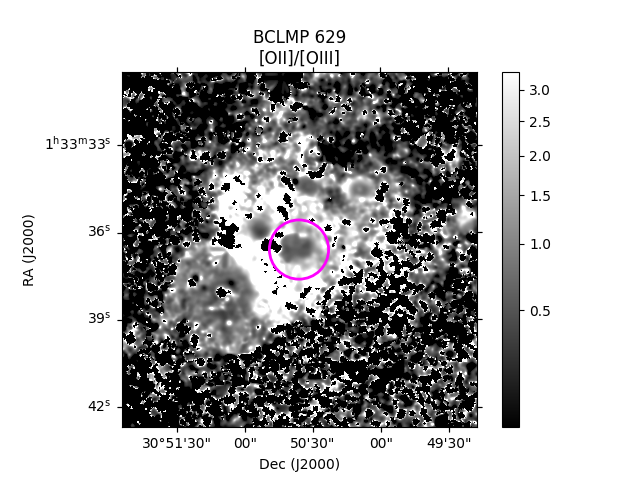 BCLMP 629
[OII]/[OIII]
1ʰ33ᵐ33ˢ
36ˢ
39ˢ
42ˢ
RA (J2000)
30°51'30"
00"
50'30"
00"
49'30"
Dec (J2000)
3.0
2.5
2.0
1.5
1.0
0.5